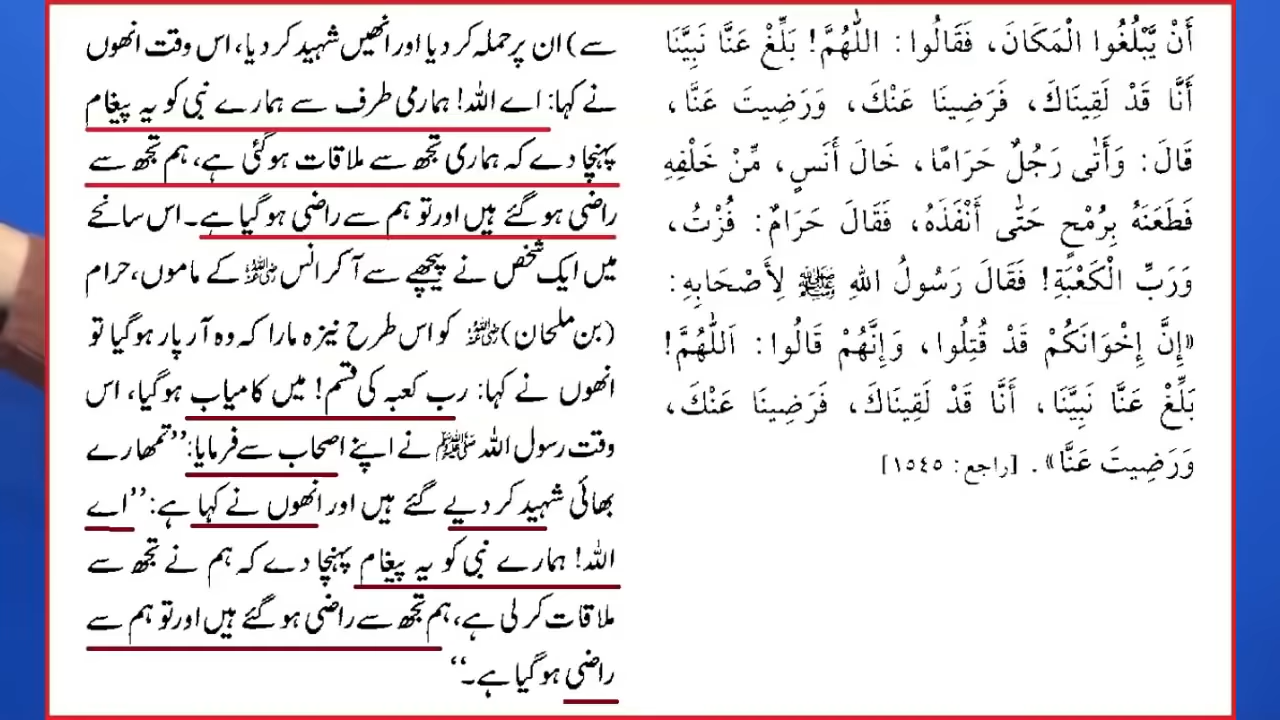 أَنْ يَّبْلُغُوا الْمَكَانَ، فَقَالُوا: اللّٰهُمَّ! بَلِّغْ عَنَّا نَبِيَّنَا
أَنَّا قَدْ لَقِينَاكَ، فَرَضِينَا عَنْكَ، وَرَضِيتَ عَنَّا،
قَالَ: وَأَتٰى رَجُلٌ حَرَامًا، خَالَ أَنَسٍ، مِّنْ خَلْفِهِ
فَطَعَنَهُ بِرُمْحٍ حَتّٰى أَنْفَذَهُ، فَقَالَ حَرَامٌ: فُزْتُ،
وَرَبِّ الْكَعْبَةِ! فَقَالَ رَسُولُ اللهِ ﷺ لِأَصْحَابِهِ:
«إِنَّ إِخْوَانَكُمْ قَدْ قُتِلُوا، وَإِنَّهُمْ قَالُوا: اَللّٰهُمَّ!
بَلِّغْ عَنَّا نَبِيَّنَا، أَنَّا قَدْ لَقِينَاكَ، فَرَضِينَا عَنْكَ،
وَرَضِيتَ عَنَّا». [راجع: ١٥٤٥]
سے) ان پر حملہ کر دیا اور انھیں شہید کر دیا، اس وقت انھوں
نے کہا: اے اللہ! ہماری طرف سے ہمارے نبی کو یہ پیغام
پہنچا دے کہ ہماری تجھ سے ملاقات ہوگئی ہے، ہم تجھ سے
راضی ہو گئے ہیں اور تو ہم سے راضی ہو گیا ہے۔ اس سانحے
میں ایک شخص نے پیچھے سے آ کر انس رضی اللہ عنہ کے ماموں، حرام
(بن ملحان) رضی اللہ عنہ کو اس طرح نیزہ مارا کہ وہ آر پار ہو گیا تو
انھوں نے کہا: رب کعبہ کی قسم! میں کامیاب ہو گیا، اس
وقت رسول اللہ ﷺ نے اپنے اصحاب سے فرمایا: ’’تمھارے
بھائی شہید کر دیے گئے ہیں اور انھوں نے کہا ہے: ’’اے
اللہ! ہمارے نبی کو یہ پیغام پہنچا دے کہ ہم نے تجھ سے
ملاقات کر لی ہے، ہم تجھ سے راضی ہو گئے ہیں اور تو ہم سے
راضی ہو گیا ہے۔‘‘